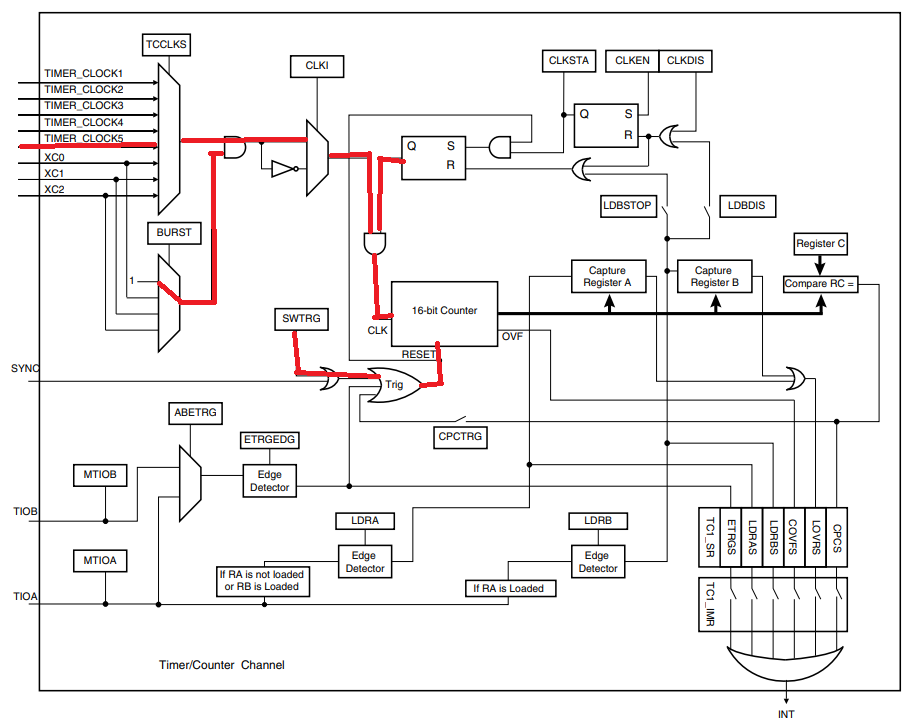 TCCLKS
TIMER_CLOCK1
TIMER_CLOCK2
TIMER_CLOCK3
TIMER_CLOCK4
TIMER_CLOCK5
XC0
XC1
XC2
CLKI
CLKSTA
CLKEN
CLKDIS
Q S
R
Q S
R
LDBSTOP
LDBDIS
BURST
1
Register C
Capture
Register A
Capture
Register B
Compare RC =
SWTRG
16-bit Counter
CLK
OVF
RESET
SYNC
Trig
ABETRG
ETRGEDG
CPCTRG
MTIOB
Edge
Detector
TIOB
LDRA
LDRB
MTIOA
Edge
Detector
Edge
Detector
If RA is not loaded
or RB is Loaded
If RA is Loaded
TIOA
TC1_SR
ETRGS
LDRAS
LDRBS
COVFS
LOVRS
CPCS
TC1_IMR
Timer/Counter Channel
INT